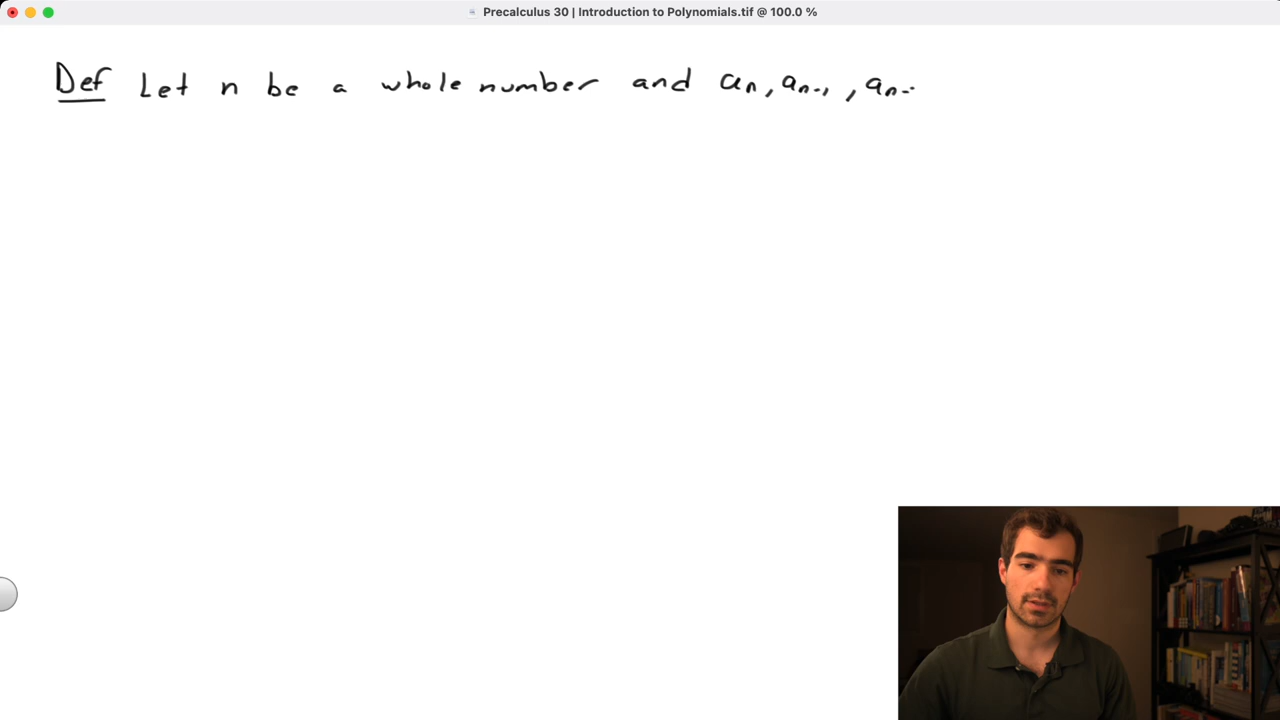 Precalculus 30 | Introduction to Polynomials.tif @ 100.0 %
Def Let n be a whole number and aₙ, aₙ₋₁, aₙ₋